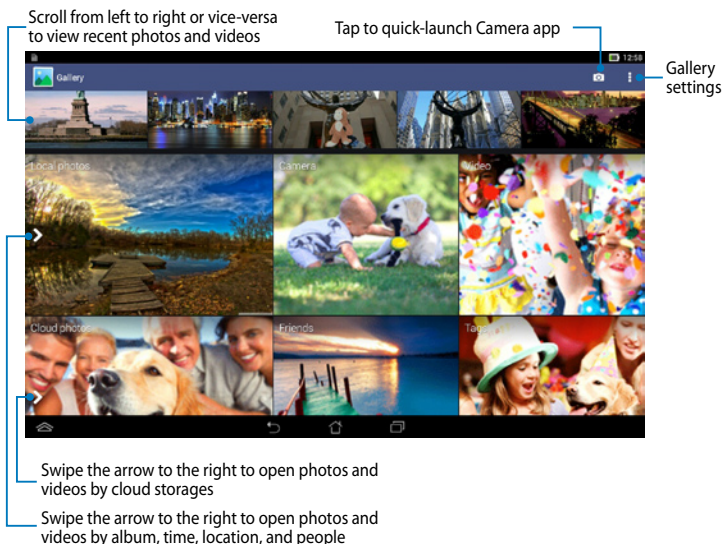 Scroll from left to right or vice-versa
to view recent photos and videos
Tap to quick-launch Camera app
Gallery
settings
12:58
Gallery
Local photos
Camera
Video
Cloud photos
Friends
Tags
Swipe the arrow to the right to open photos and
videos by cloud storages
Swipe the arrow to the right to open photos and
videos by album, time, location, and people